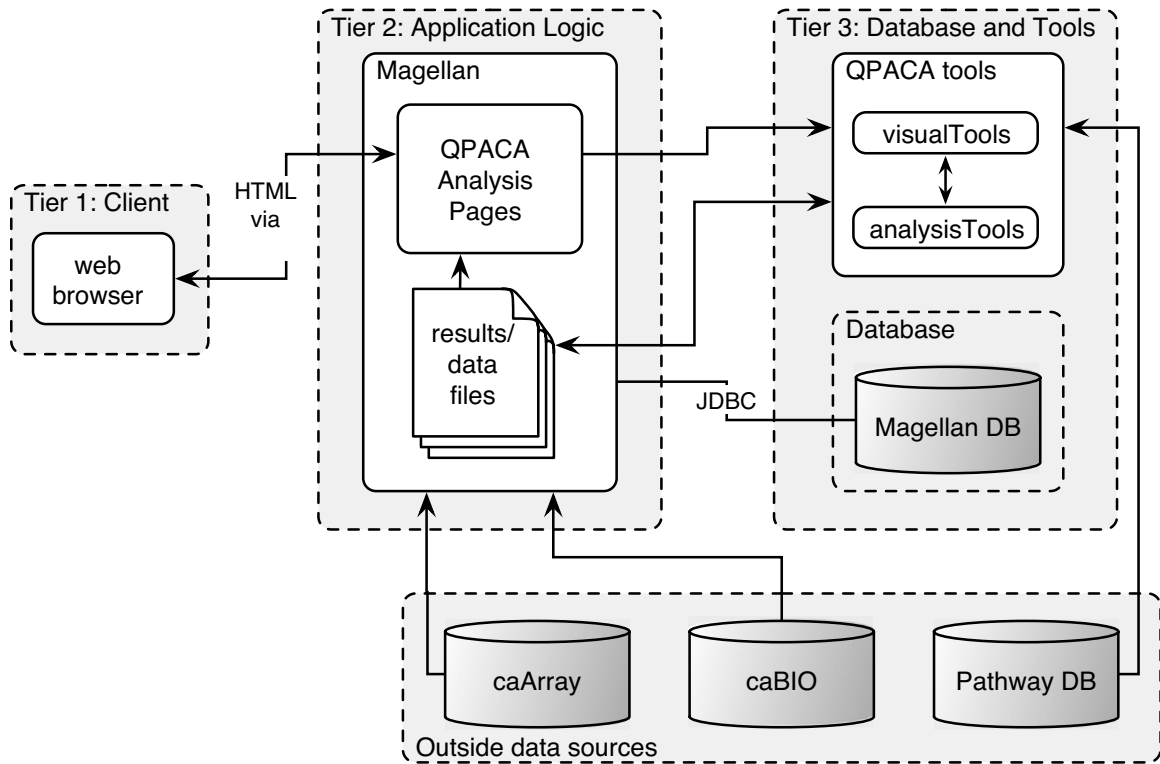 Tier 2: Application Logic
Tier 3: Database and Tools
Magellan
QPACA tools
QPACA
Analysis
Pages
visualTools
analysisTools
HTML
via
Tier 1: Client
web
browser
results/
data
files
Database
JDBC
Magellan DB
caArray
caBIO
Pathway DB
Outside data sources